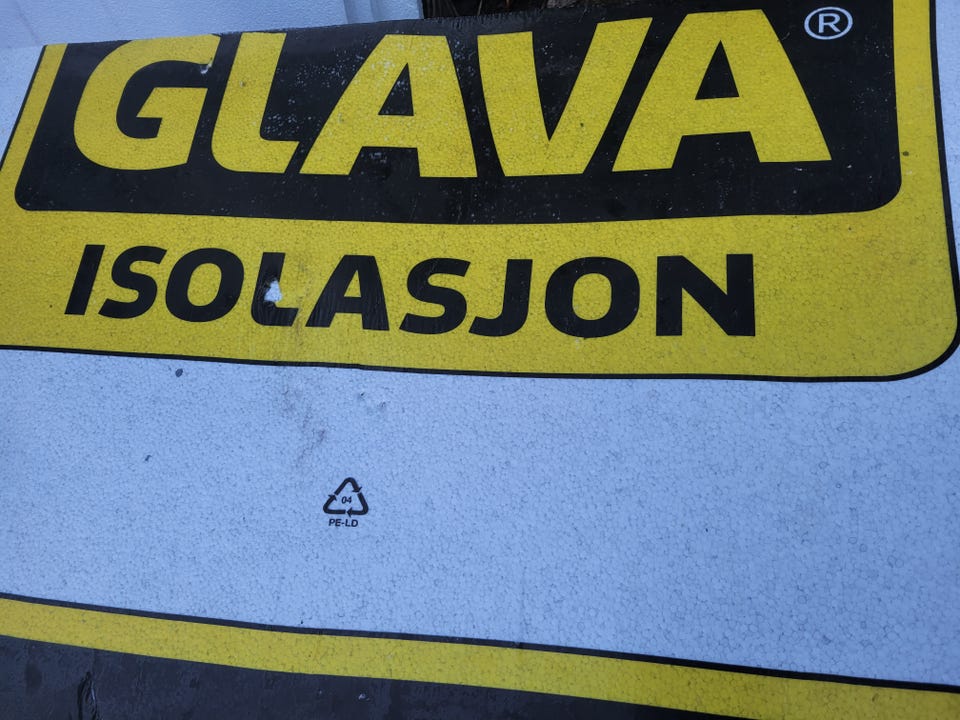 GLAVA®
ISOLASJON
04
PE-LD